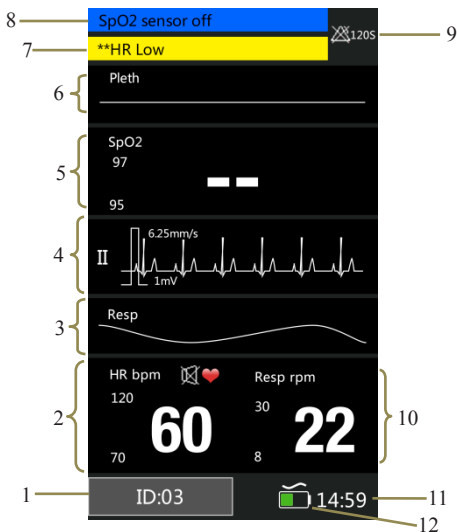 8
SpO2 sensor off
120S
9
7
**HR Low
6
Pleth
5
SpO2
97
95
4
II
6.25mm/s
1mV
3
Resp
2
HR bpm
120
60
70
Resp rpm
30
22
8
10
1
ID:03
14:59
11
12